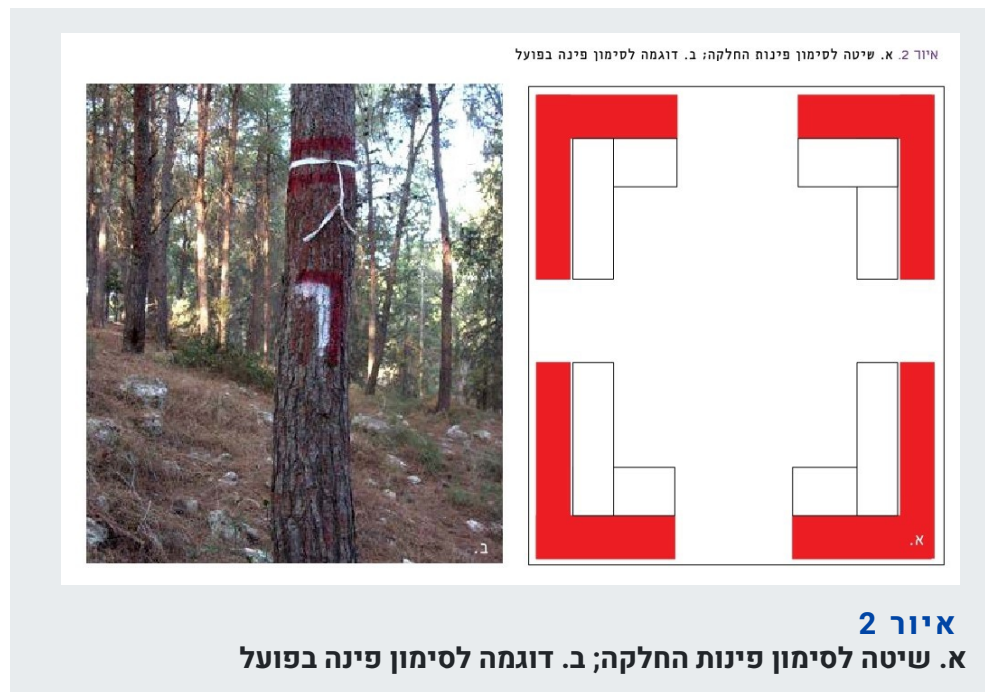 איור 2. א. שיטה לסימון פינות החלקה; ב. דוגמה לסימון פינה בפועל
א.
ב.
איור 2
א. שיטה לסימון פינות החלקה; ב. דוגמה לסימון פינה בפועל